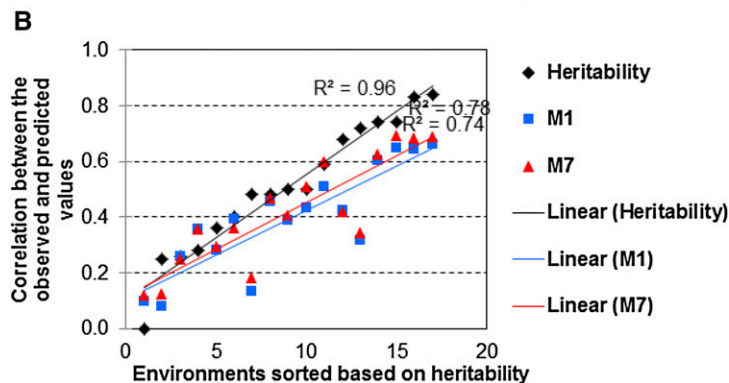 B
Correlation between the
observed and predicted
values
1.0
0.8
0.6
0.4
0.2
0.0
R² = 0.96
R² = 0.78
R² = 0.74
0 5 10 15 20
Environments sorted based on heritability
Heritability
M1
M7
Linear (Heritability)
Linear (M1)
Linear (M7)